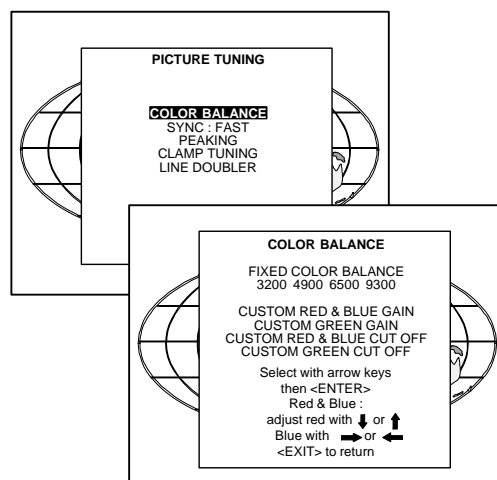 PICTURE TUNING
COLOR BALANCE
SYNC : FAST
PEAKING
CLAMP TUNING
LINE DOUBLER
COLOR BALANCE
FIXED COLOR BALANCE
3200 4900 6500 9300
CUSTOM RED & BLUE GAIN
CUSTOM GREEN GAIN
CUSTOM RED & BLUE CUT OFF
CUSTOM GREEN CUT OFF
Select with arrow keys
then <ENTER>
Red & Blue :
adjust red with ⬇ or ⬆
Blue with ➡ or ⬅
<EXIT> to return